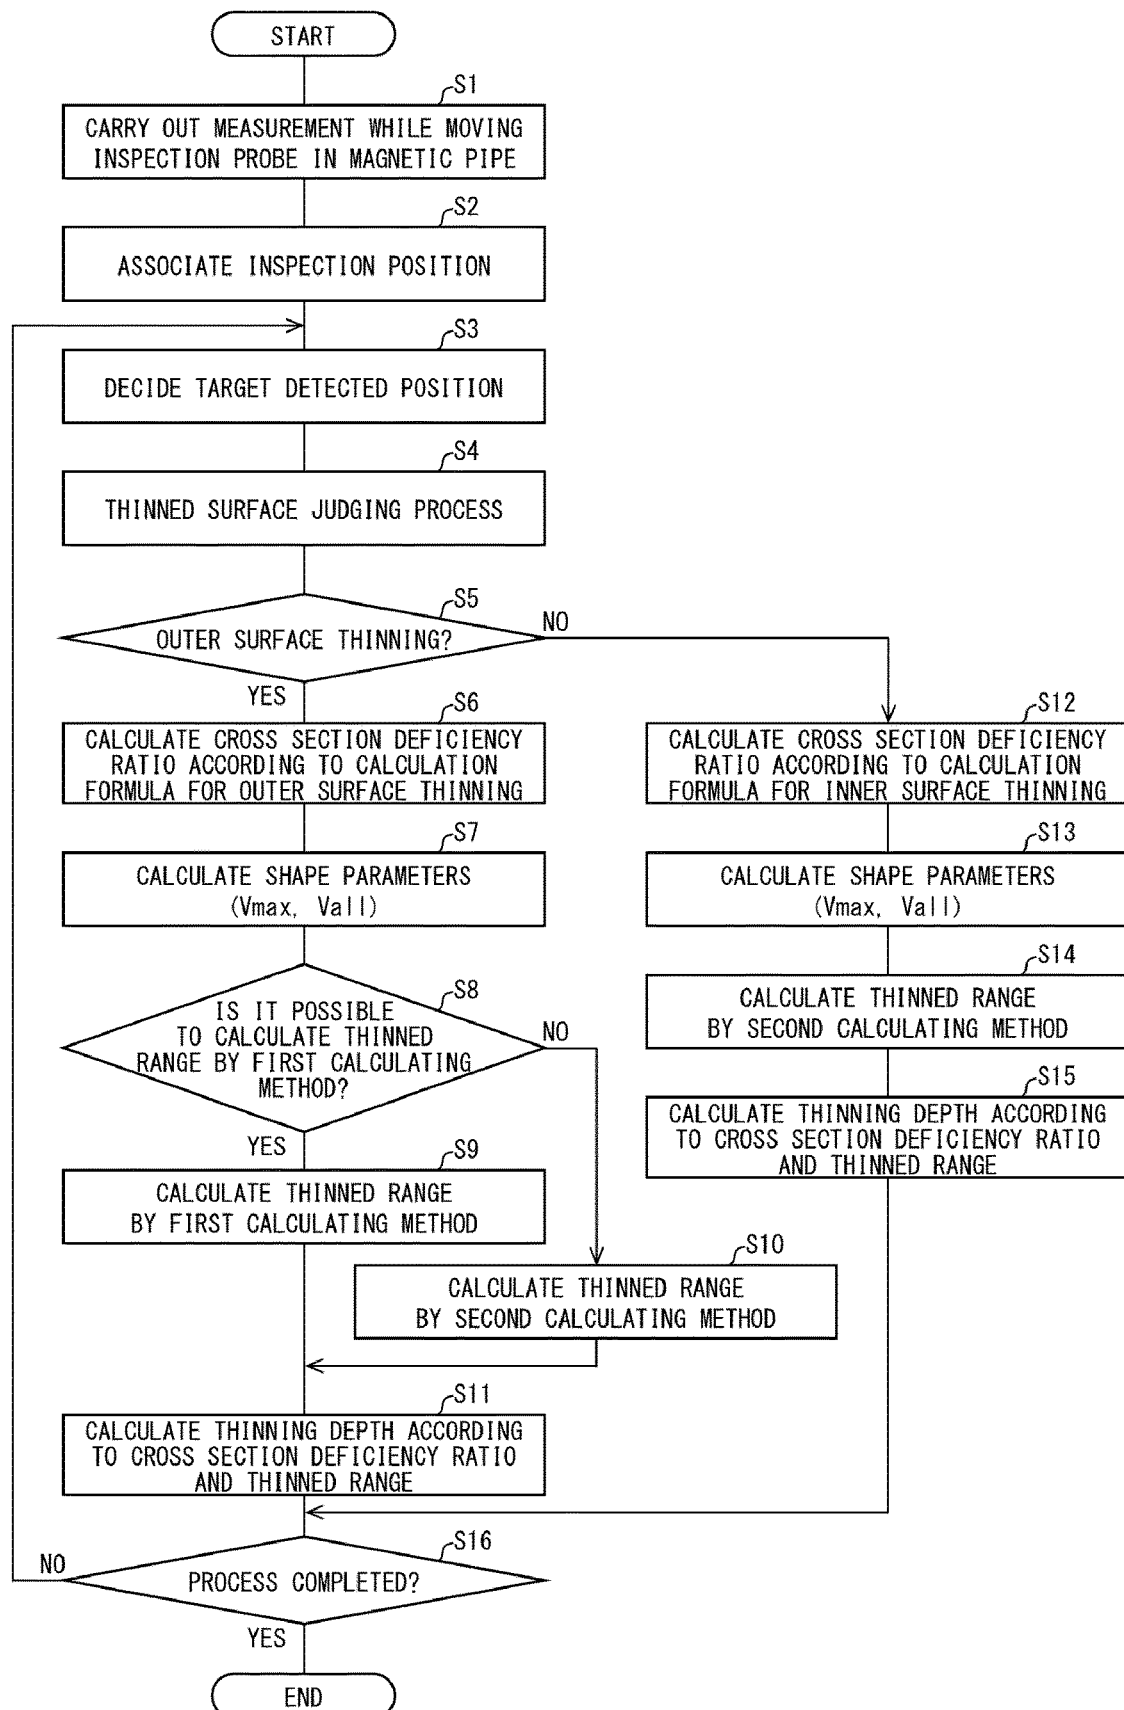 START
S1
CARRY OUT MEASUREMENT WHILE MOVING
INSPECTION PROBE IN MAGNETIC PIPE
S2
ASSOCIATE INSPECTION POSITION
S3
DECIDE TARGET DETECTED POSITION
S4
THINNED SURFACE JUDGING PROCESS
S5
OUTER SURFACE THINNING?
NO
YES
S6
CALCULATE CROSS SECTION DEFICIENCY
RATIO ACCORDING TO CALCULATION
FORMULA FOR OUTER SURFACE THINNING
S7
CALCULATE SHAPE PARAMETERS
(Vmax, Vall)
S8
IS IT POSSIBLE
TO CALCULATE THINNED
RANGE BY FIRST CALCULATING
METHOD?
NO
YES
S9
CALCULATE THINNED RANGE
BY FIRST CALCULATING METHOD
S10
CALCULATE THINNED RANGE
BY SECOND CALCULATING METHOD
S11
CALCULATE THINNING DEPTH ACCORDING
TO CROSS SECTION DEFICIENCY RATIO
AND THINNED RANGE
S12
CALCULATE CROSS SECTION DEFICIENCY
RATIO ACCORDING TO CALCULATION
FORMULA FOR INNER SURFACE THINNING
S13
CALCULATE SHAPE PARAMETERS
(Vmax, Vall)
S14
CALCULATE THINNED RANGE
BY SECOND CALCULATING METHOD
S15
CALCULATE THINNING DEPTH ACCORDING
TO CROSS SECTION DEFICIENCY RATIO
AND THINNED RANGE
S16
PROCESS COMPLETED?
NO
YES
END